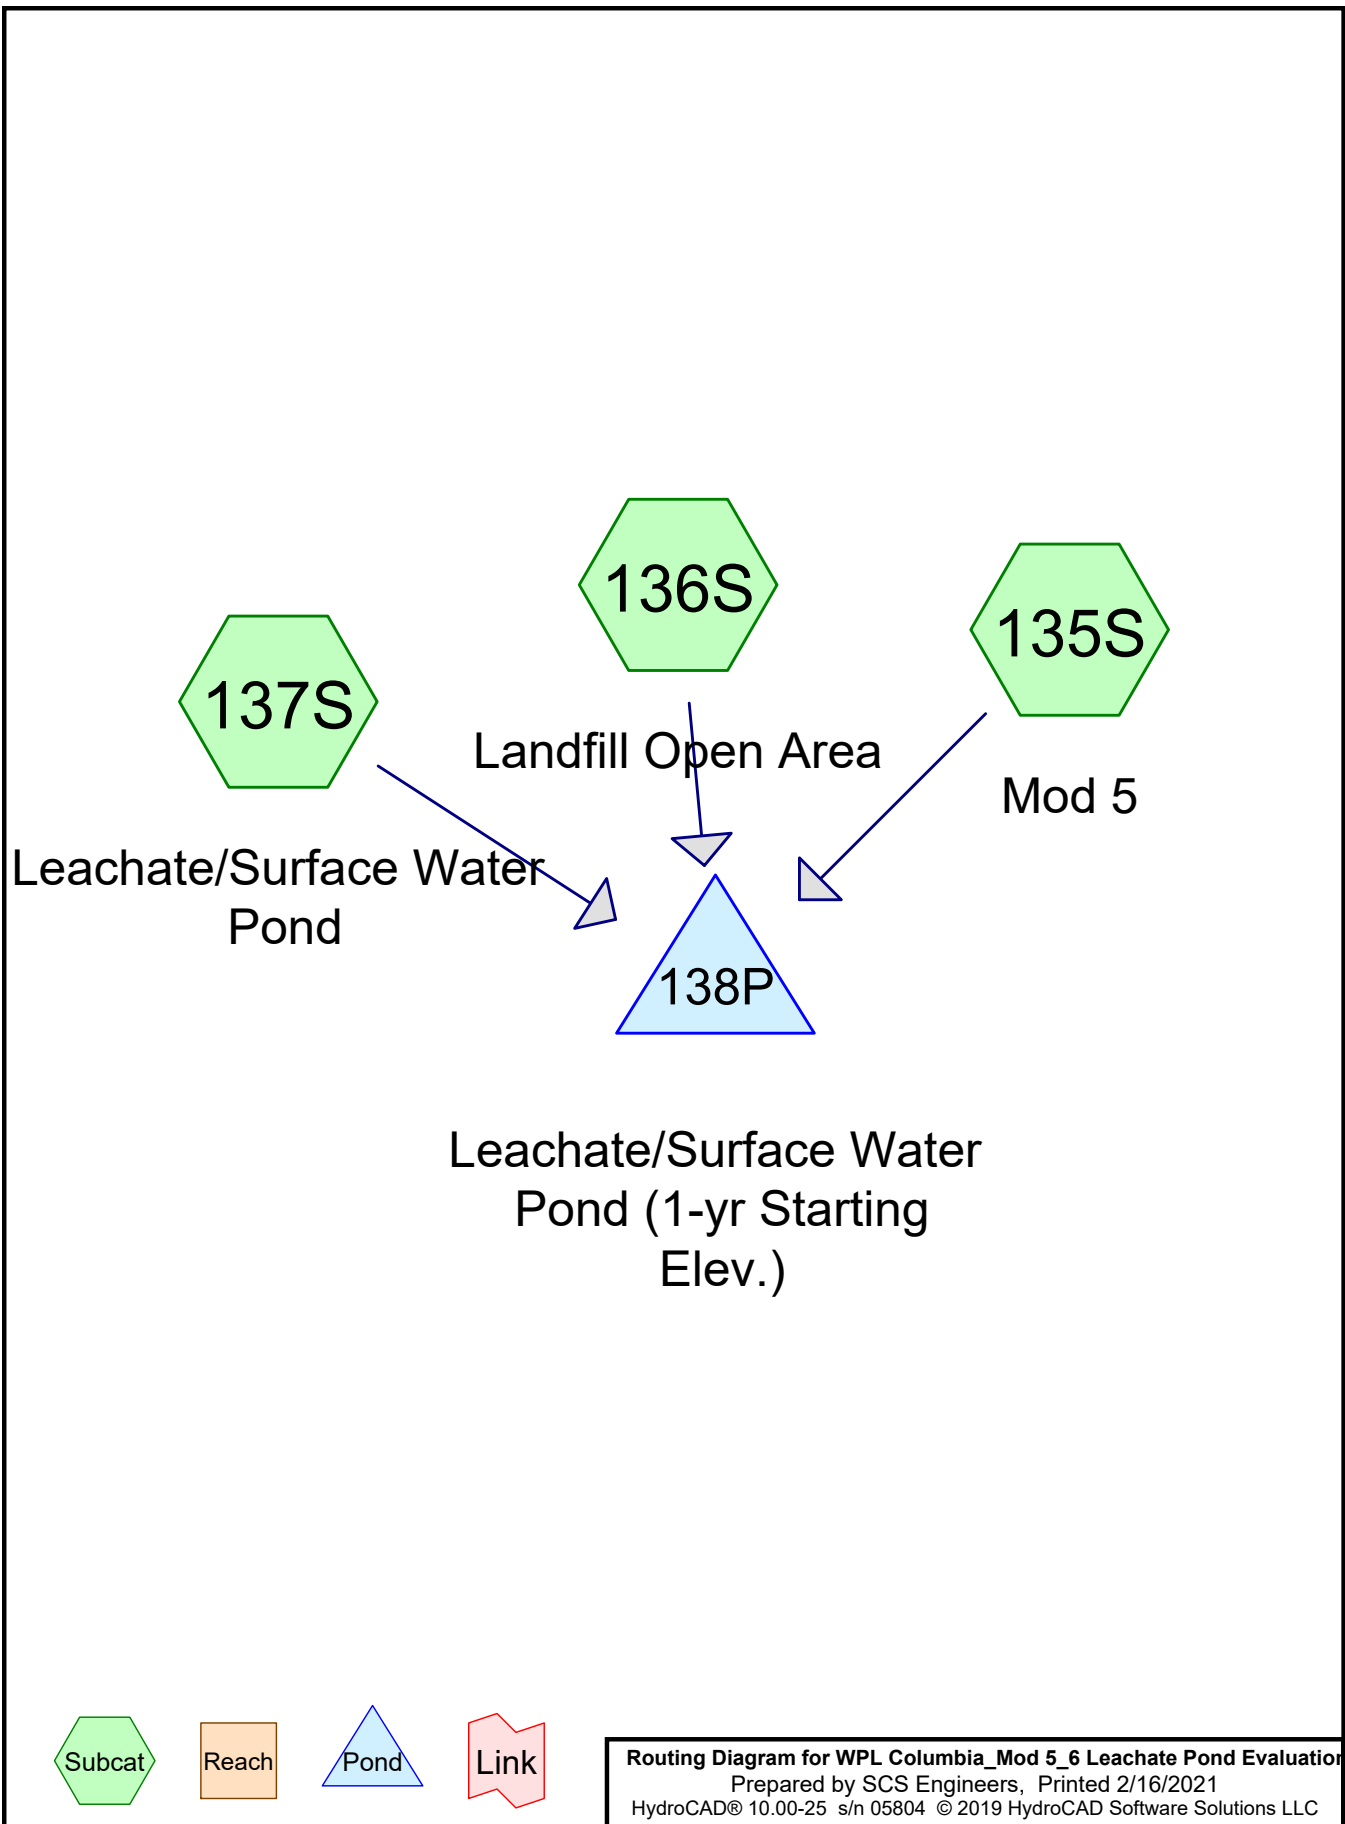 136S
135S
137S
Landfill Open Area
Mod 5
Leachate/Surface Water
Pond
138P
Leachate/Surface Water
Pond (1-yr Starting
Elev.)
Subcat
Reach
Pond
Link
Routing Diagram for WPL Columbia_Mod 5_6 Leachate Pond Evaluation
Prepared by SCS Engineers,  Printed 2/16/2021
HydroCAD® 10.00-25  s/n 05804  © 2019 HydroCAD Software Solutions LLC